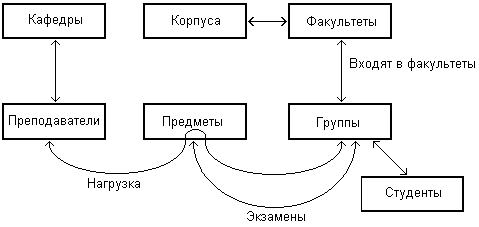 Кафедры
Корпуса
Факультеты
Входят в факультеты
Преподаватели
Предметы
Группы
Нагрузка
Студенты
Экзамены